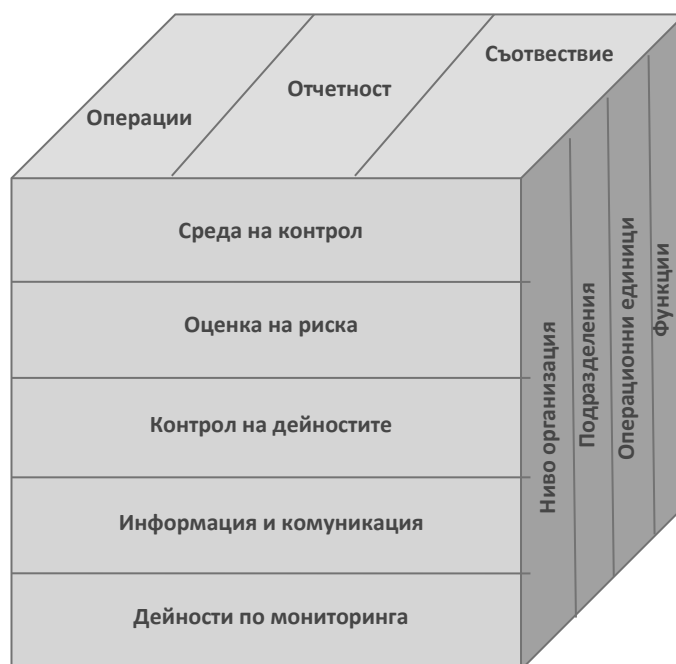 Съотвествие
Отчетност
Операции
Среда на контрол
Оценка на риска
Контрол на дейностите
Информация и комуникация
Дейности по мониторинга
Ниво организация
Подразделения
Операционни единици
Функции